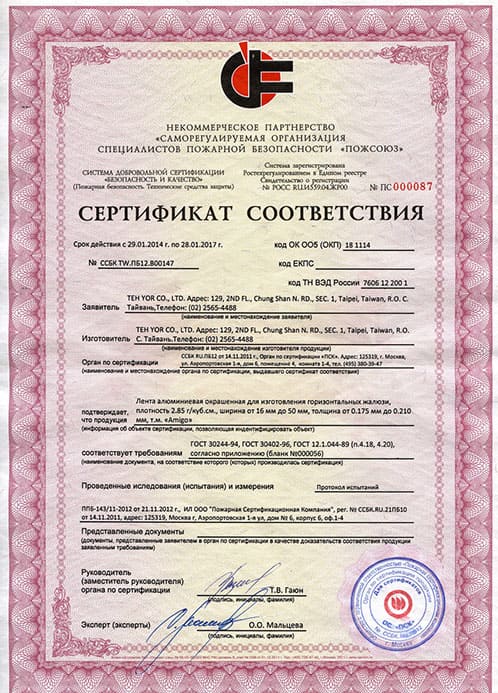 НЕКОММЕРЧЕСКОЕ ПАРТНЕРСТВО
«САМОРЕГУЛИРУЕМАЯ ОРГАНИЗАЦИЯ
СПЕЦИАЛИСТОВ ПОЖАРНОЙ БЕЗОПАСНОСТИ «ПОЖСОЮЗ»
СИСТЕМА ДОБРОВОЛЬНОЙ СЕРТИФИКАЦИИ
«БЕЗОПАСНОСТЬ И КАЧЕСТВО»
(Пожарная безопасность. Технические средства защиты)
Система зарегистрирована
Ростехрегулированием в Едином реестре
Свидетельство о регистрации
№ РОСС RU.И559.04.ЖР00
№ ПС 000087
СЕРТИФИКАТ СООТВЕТСТВИЯ
Срок действия с 29.01.2014 г. по 28.01.2017 г. код ОК ОО5 (ОКП) 18 1114
№ ССБК TW.ПБ12.В00147 код ЕКПС
код ТН ВЭД России 7606 12 200 1
TEH YOR CO., LTD. Адрес: 129, 2ND FL., Chung Shan N. RD., SEC. 1, Taipei, Taiwan, R.O. C.
Заявитель Тайвань,Телефон: (02) 2565-4488
(наименование и местонахождение заявителя)
TEH YOR CO., LTD. Адрес: 129, 2ND FL., Chung Shan N. RD., SEC. 1, Taipei, Taiwan, R.O.
Изготовитель С. Тайвань.Телефон: (02) 2565-4488
(наименование и местонахождение изготовителя продукции)
ССБК RU.ПБ12 от 14.11.2011 г., Орган по сертификации «ПСК». Адрес: 125319, г. Москва,
Орган по сертификации ул. Аэропортовская 1-я, дом 6, помещение 4, комната 1-4, тел. (495) 380-39-47
(наименование и местонахождение органа по сертификации, выдавшего сертификат соответствия)
Лента алюминиевая окрашенная для изготовления горизонтальных жалюзи,
подтверждает, плотность 2.85 г/куб.см., ширина от 16 мм до 50 мм, толщина от 0.175 мм до 0.210
что продукция мм, т.м. «Amigo»
(информация об объекте сертификации, позволяющая индентифицировать объект)
ГОСТ 30244-94, ГОСТ 30402-96, ГОСТ 12.1.044-89 (п.4.18, 4.20),
соответствует требованиям согласно приложению (бланк №000056)
(наименование документа, на соответствие которого (которых) производилась сертификация)
Проведенные исследования (испытания) и измерения Протокол испытаний
ППБ-143/11-2012 от 21.11.2012 г., ИЛ ООО "Пожарная Сертификационная Компания", рег. № ССБК.RU.21ПБ10
от 14.11.2011, адрес: 125319, Москва г, Аэропортовская 1-я ул, дом № 6, корпус 6, оф.1-4
Представленные документы
(документы, представленные заявителем в орган по сертификации в качестве доказательств соответствия продукции
заявленным требованиям)
Руководитель
(заместитель руководителя)
органа по сертификации Т.В. Гаюн
(подпись, инициалы, фамилия)
Эксперт (эксперты) О.О. Мальцева
(подпись, инициалы, фамилия)
Для сертификатов
ОС "ПСК"
г. Москва